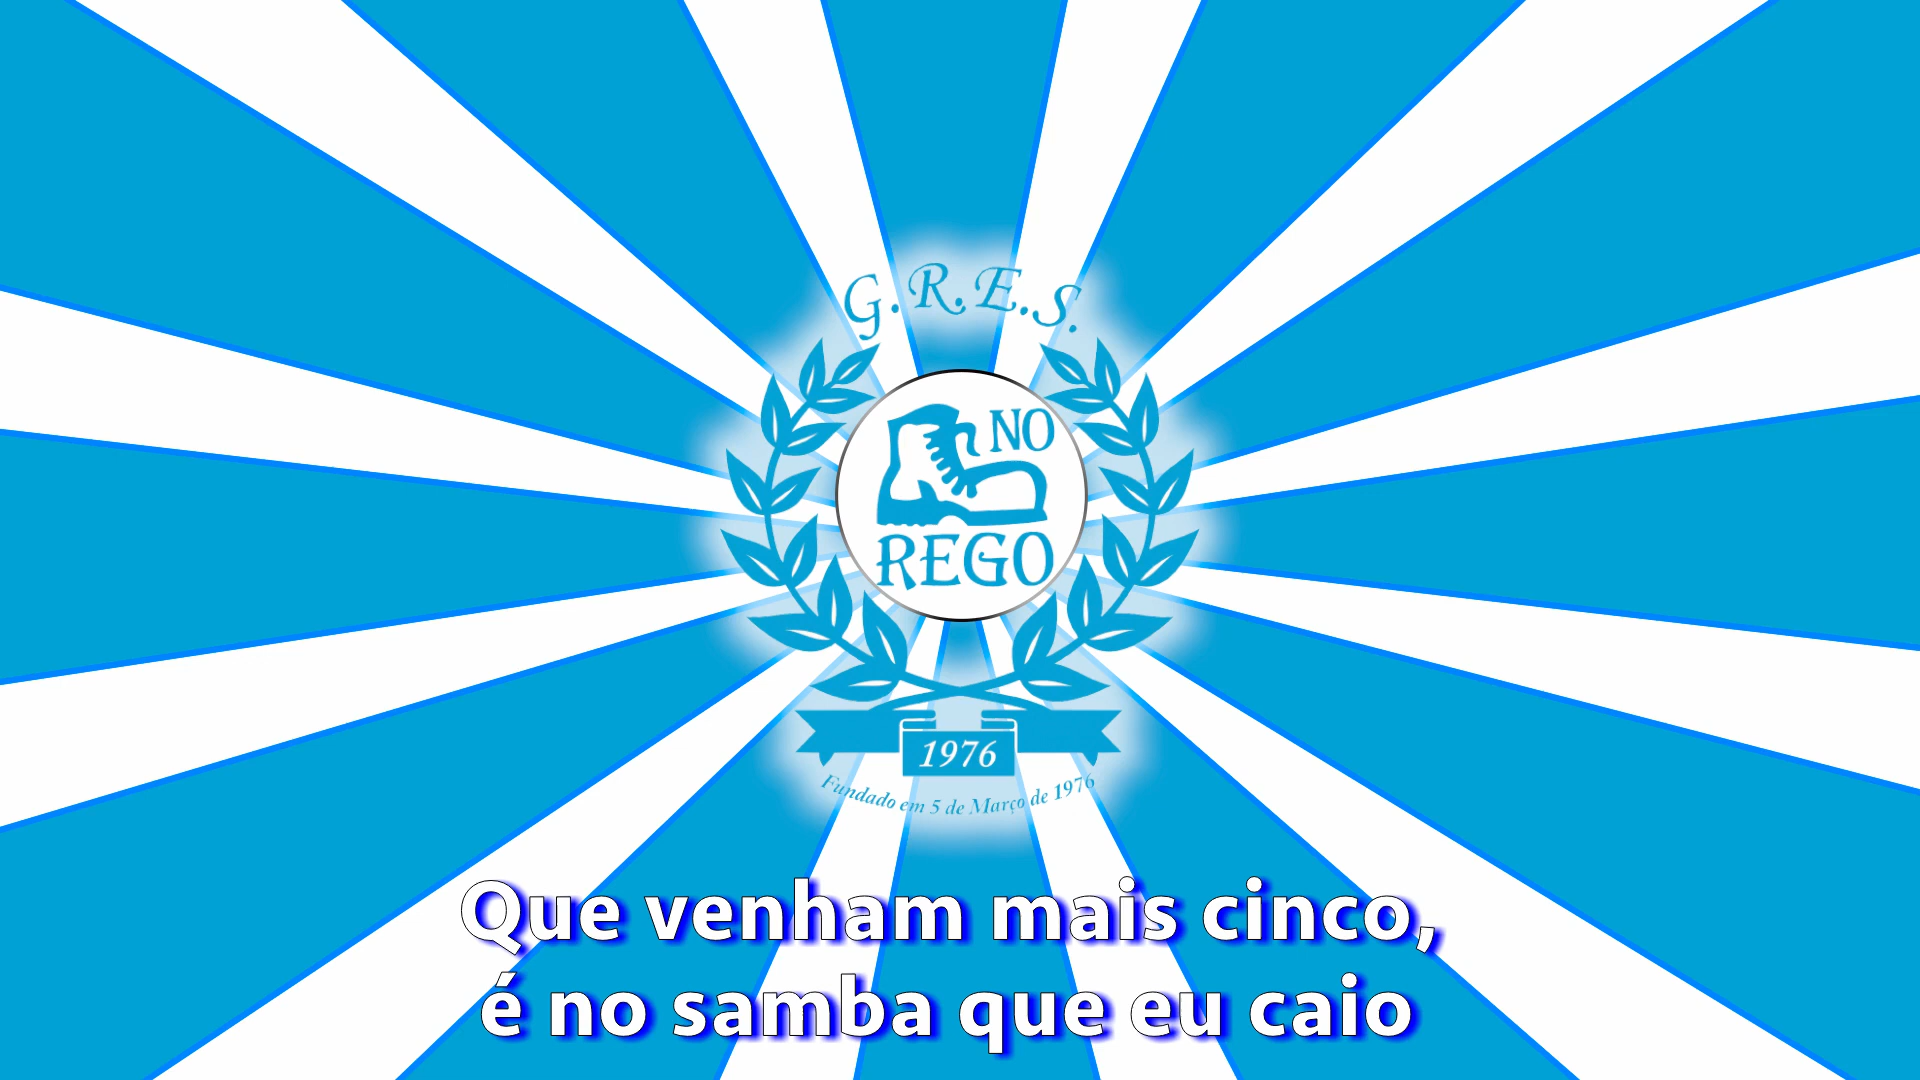 G.R.E.S.
NO
REGO
1976
Fundado em 5 de Março de 1976
Que venham mais cinco,
é no samba que eu caio